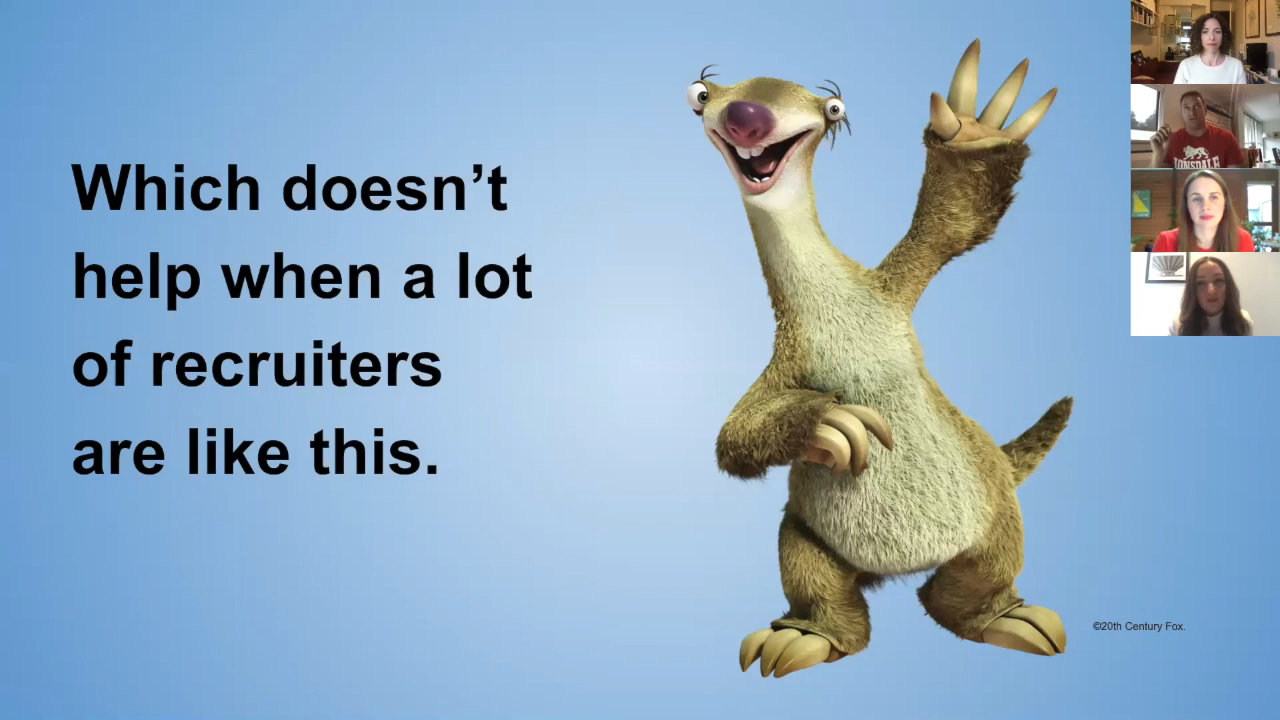 Which doesn’t
help when a lot
of recruiters
are like this.
LONSDALE
©20th Century Fox.